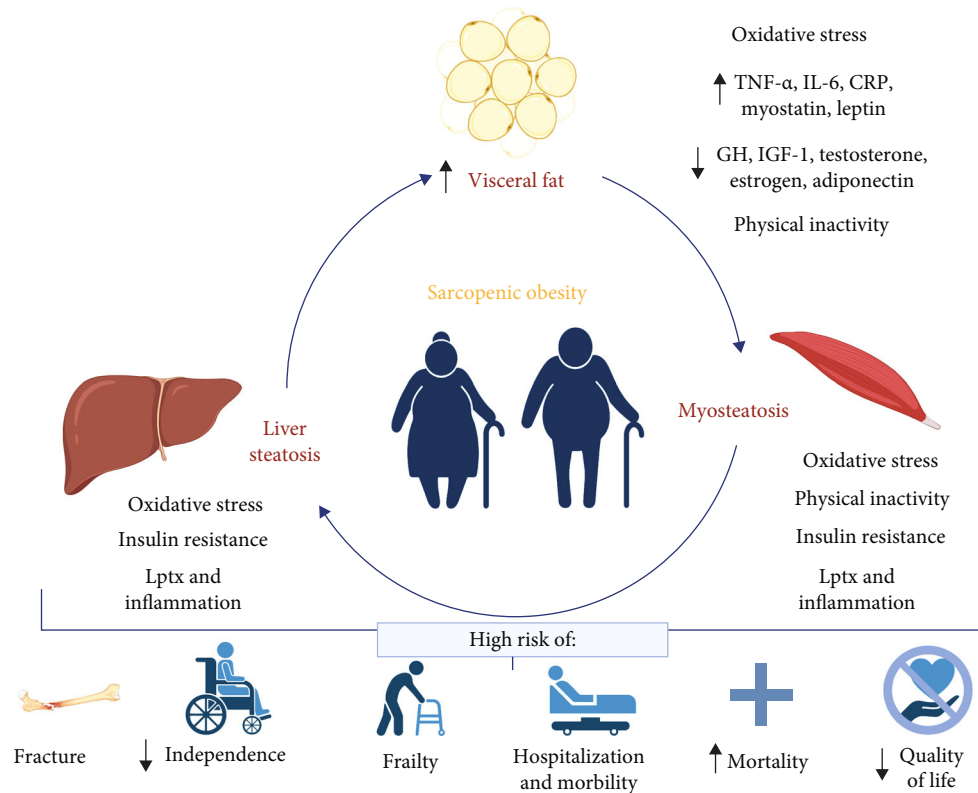 Oxidative stress
↑ TNF-α, IL-6, CRP,
myostatin, leptin
↓ GH, IGF-1, testosterone,
estrogen, adiponectin
Physical inactivity
↑ Visceral fat
Sarcopenic obesity
Myosteatosis
Oxidative stress
Physical inactivity
Insulin resistance
Lptx and
inflammation
Liver
steatosis
Oxidative stress
Insulin resistance
Lptx and
inflammation
High risk of:
Fracture
↓ Independence
Frailty
Hospitalization
and morbility
↑ Mortality
↓ Quality
of life